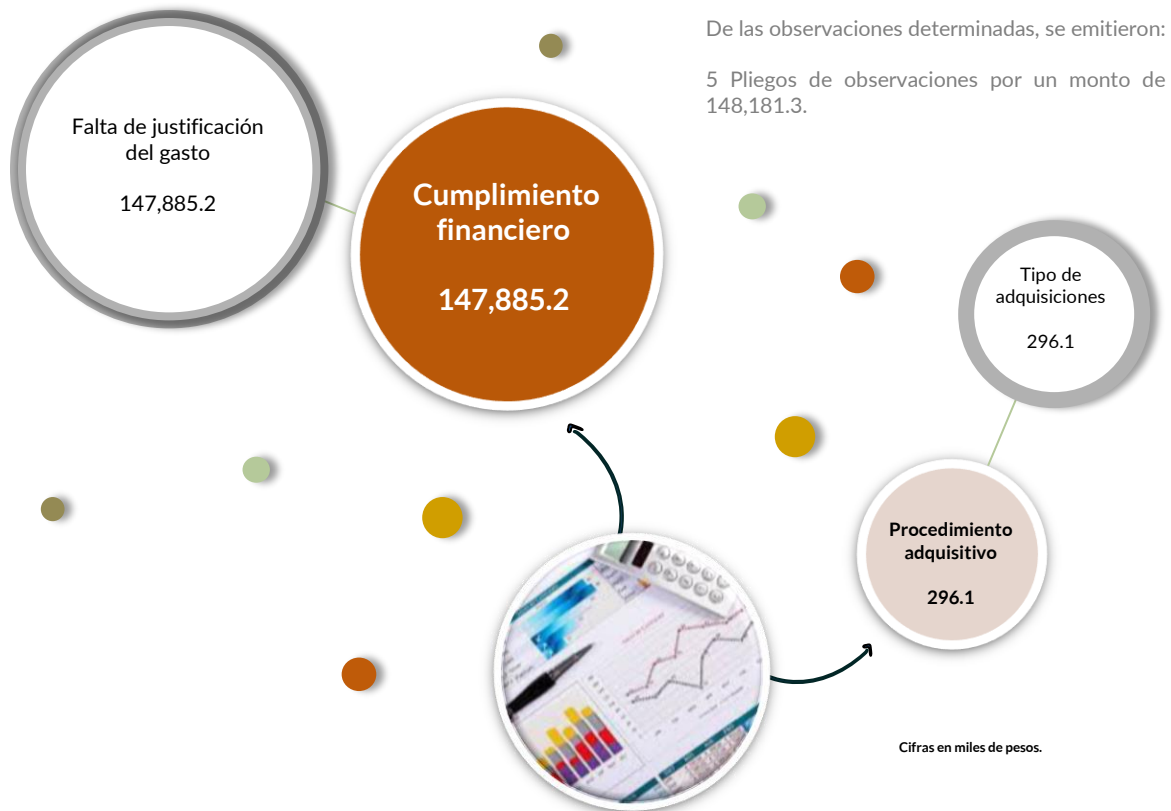 De las observaciones determinadas, se emitieron:
5 Pliegos de observaciones por un monto de
148,181.3.
Falta de justificación
del gasto
147,885.2
Cumplimiento
financiero
147,885.2
Tipo de
adquisiciones
296.1
Procedimiento
adquisitivo
296.1
Cifras en miles de pesos.